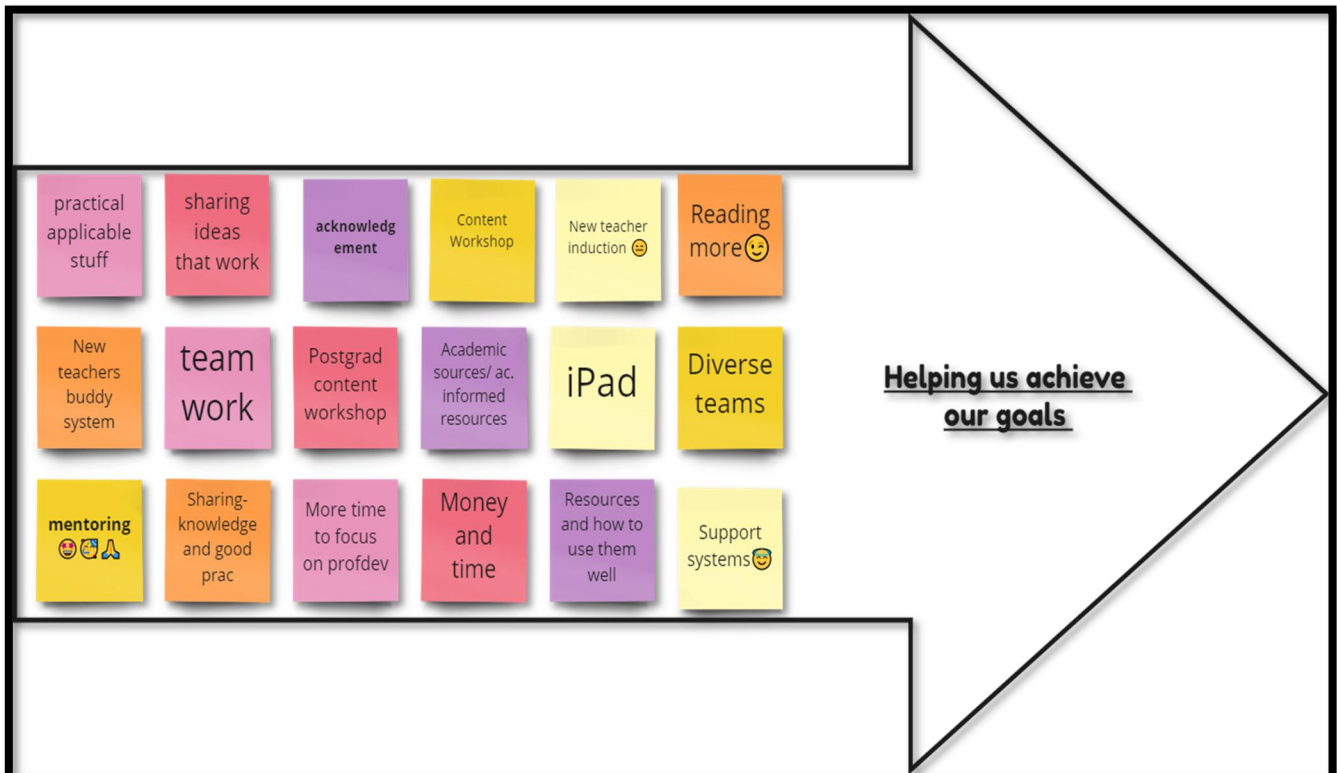 practical
applicable
stuff
sharing
ideas
that work
acknowledg
ement
Content
Workshop
New teacher
induction 😐
Reading
more😉
New
teachers
buddy
system
team
work
Postgrad
content
workshop
Academic
sources/ ac.
informed
resources
iPad
Diverse
teams
mentoring
😍🥳🙏
Sharing-
knowledge
and good
prac
More time
to focus
on profdev
Money
and
time
Resources
and how to
use them
well
Support
systems😇
Helping us achieve
our goals